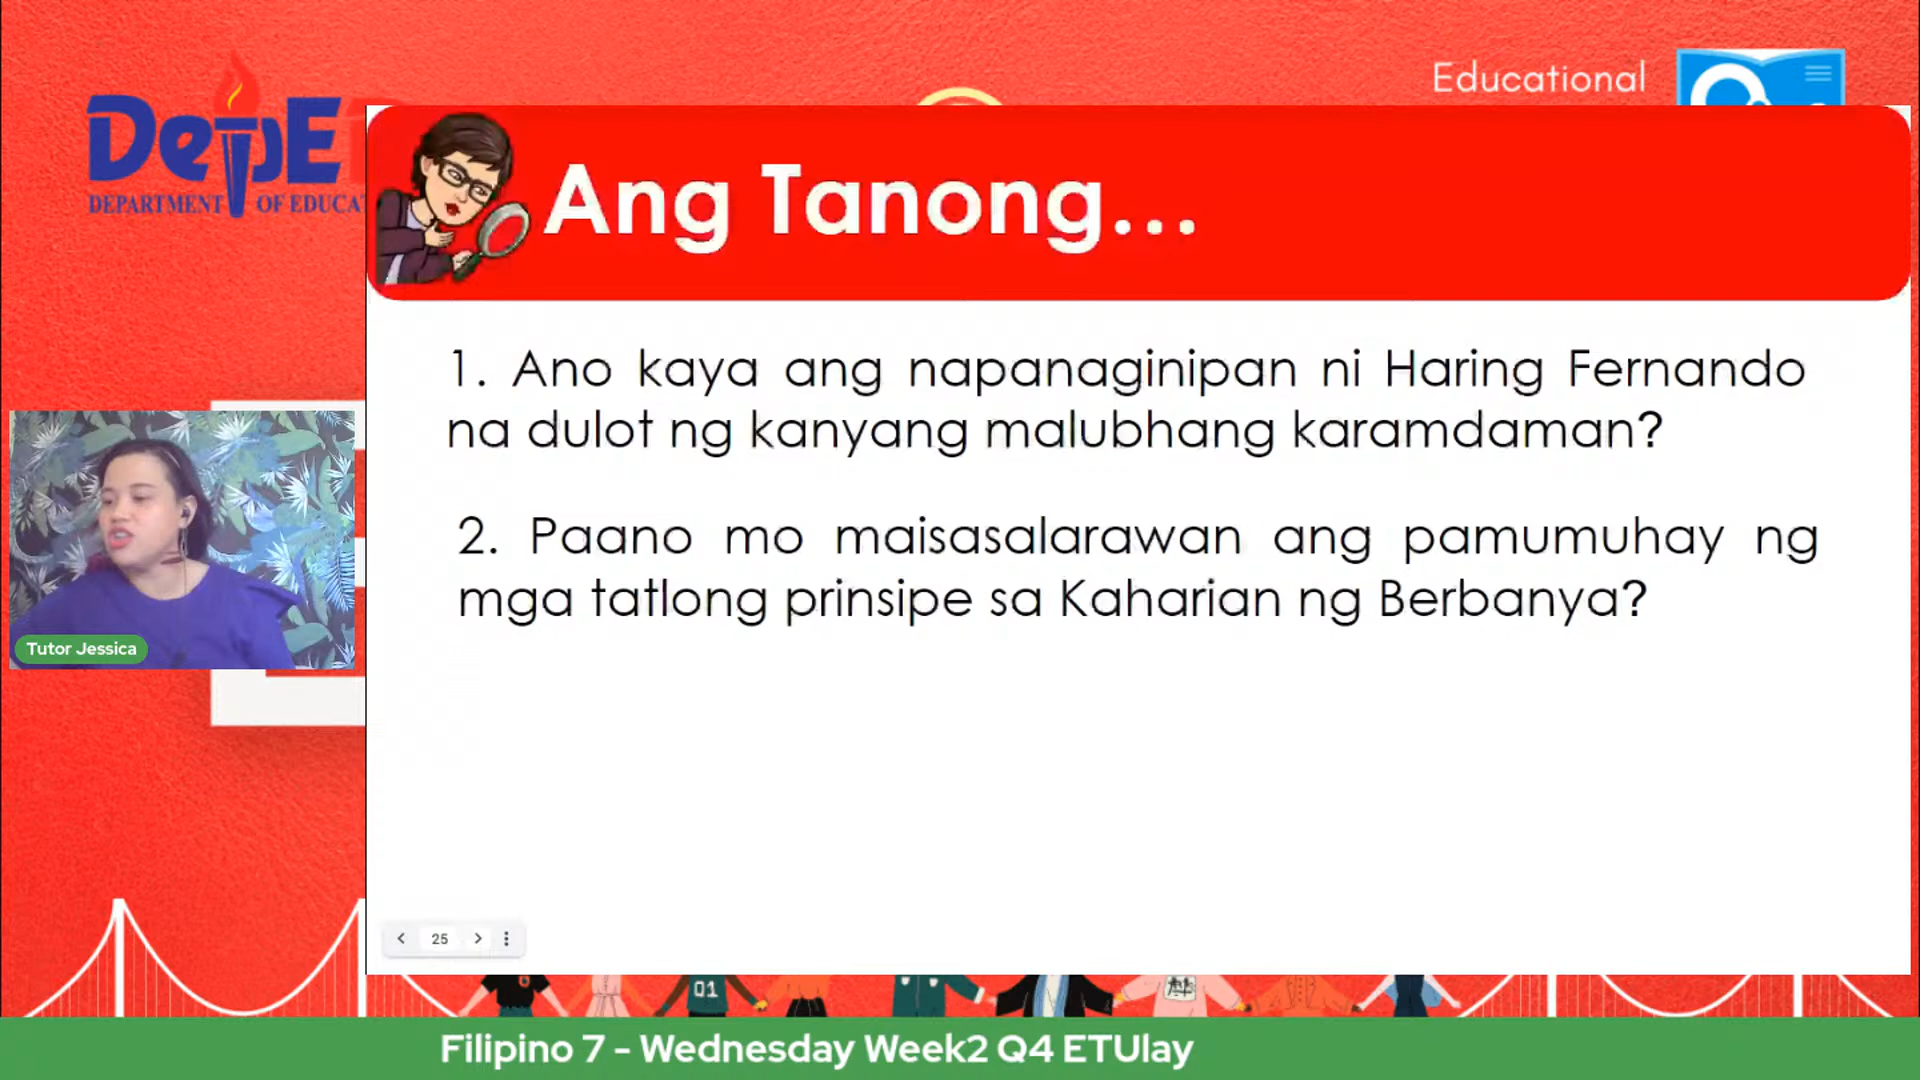 Educational
DepE
DEPARTMENT OF EDUCA
Ang Tanong...
1. Ano kaya ang napanaginipan ni Haring Fernando
na dulot ng kanyang malubhang karamdaman?
2. Paano mo maisasalarawan ang pamumuhay ng
mga tatlong prinsipe sa Kaharian ng Berbanya?
Tutor Jessica
25
01
Filipino 7 - Wednesday Week2 Q4 ETUlay